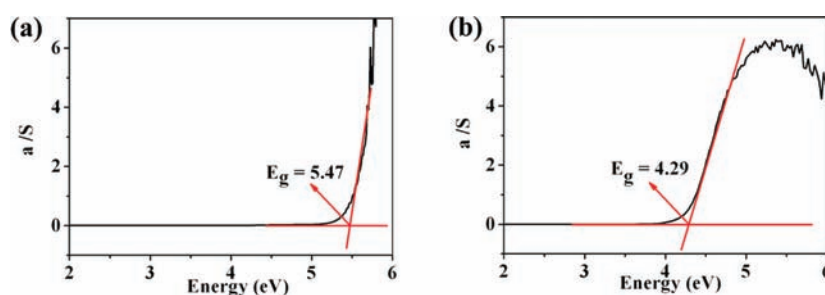 (a)
6
4
2
0
a /S
E_g = 5.47
2 3 4 5 6
Energy (eV)
(b)
6
4
2
0
a /S
E_g = 4.29
2 3 4 5 6
Energy (eV)